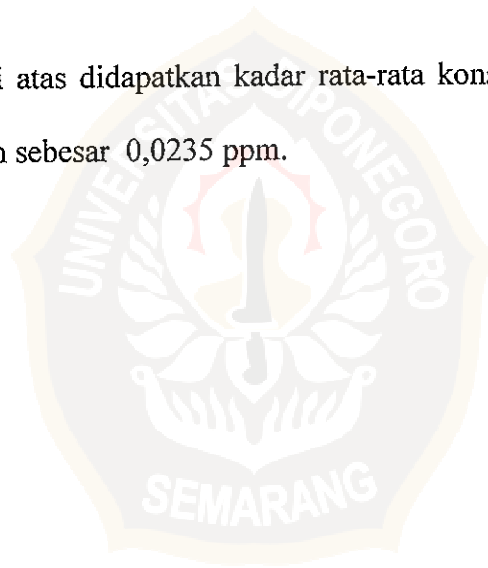 atas didapatkan kadar rata-rata
sebesar 0,0235 ppm.
UNIVERSITAS DIPONEGORO
SEMARANG